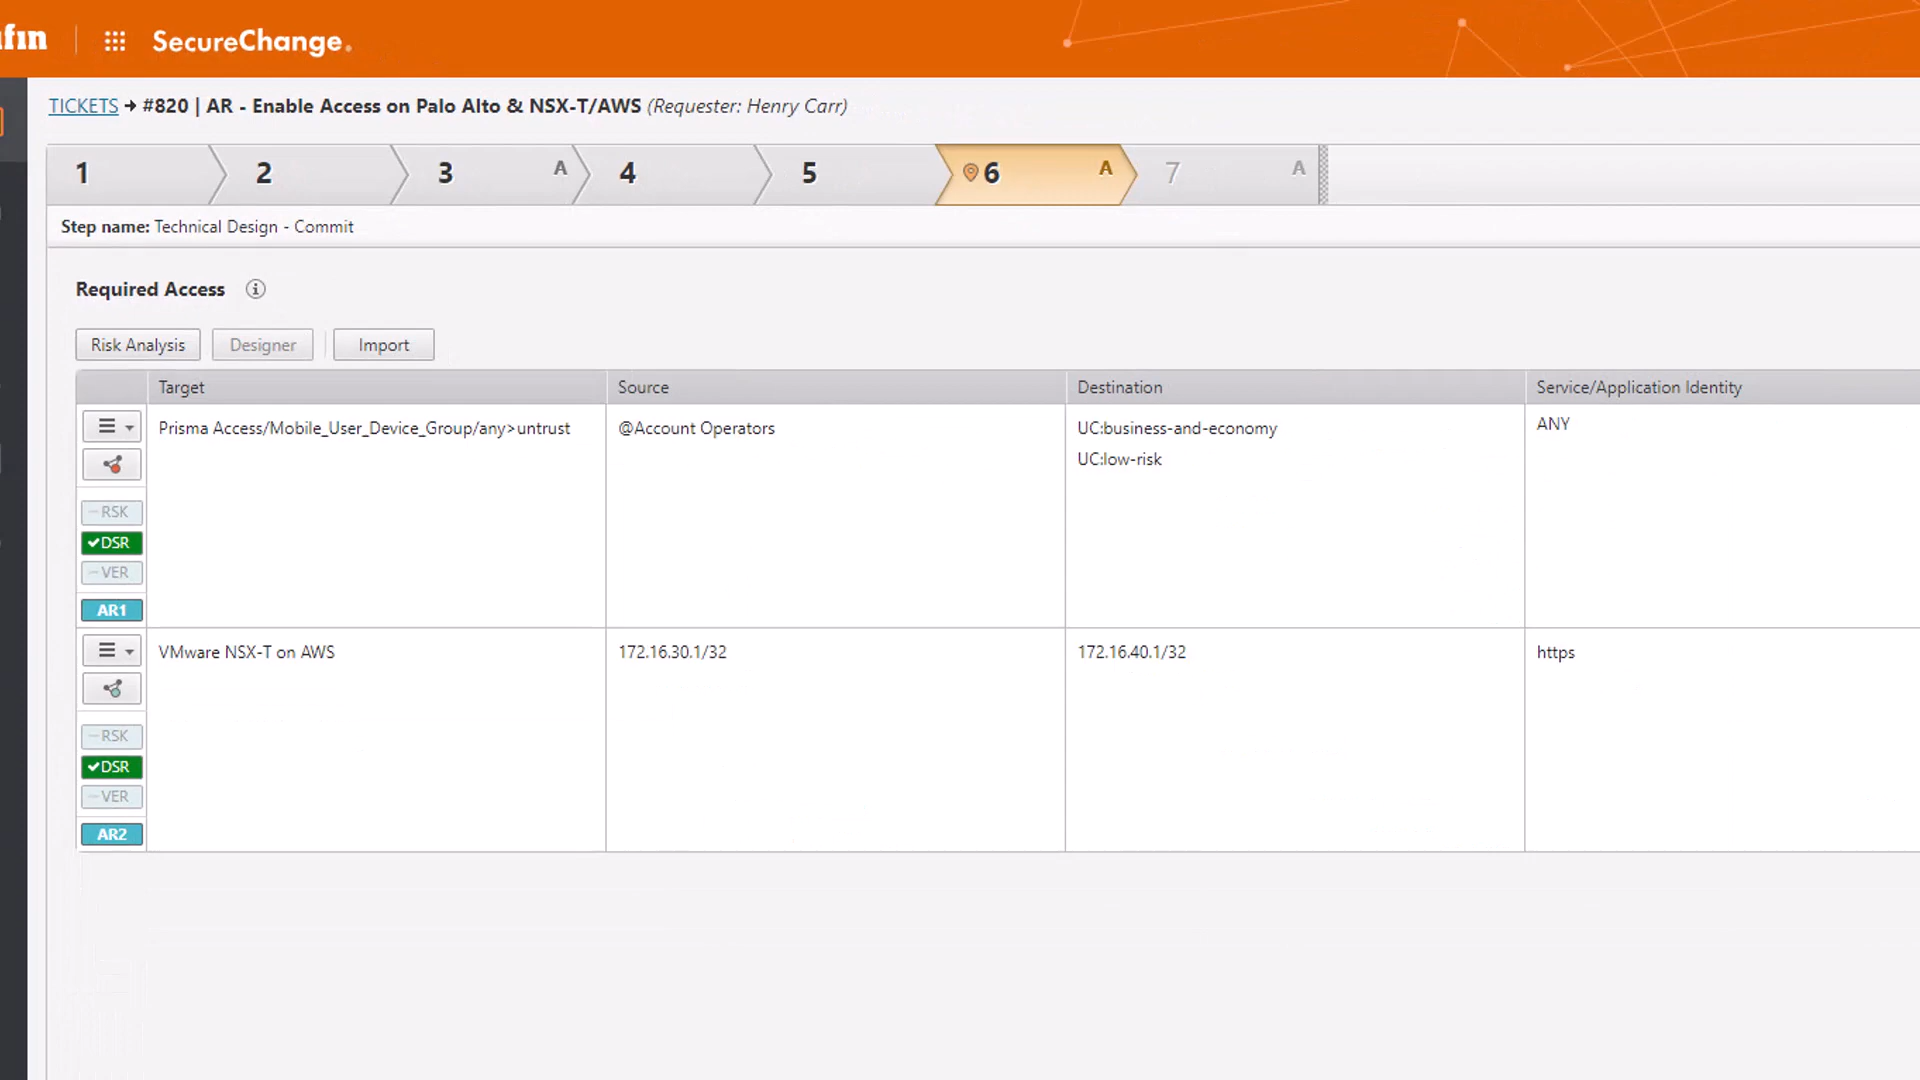 fin SecureChange.
TICKETS → #820 | AR - Enable Access on Palo Alto & NSX-T/AWS (Requester: Henry Carr)
1 2 3 A 4 5 6 A 7 A
Step name: Technical Design - Commit
Required Access
Risk Analysis Designer Import
Target Source Destination Service/Application Identity
Prisma Access/Mobile_User_Device_Group/any>untrust @Account Operators UC:business-and-economy ANY
UC:low-risk
RSK
DSR
VER
AR1
VMware NSX-T on AWS 172.16.30.1/32 172.16.40.1/32 https
RSK
DSR
VER
AR2